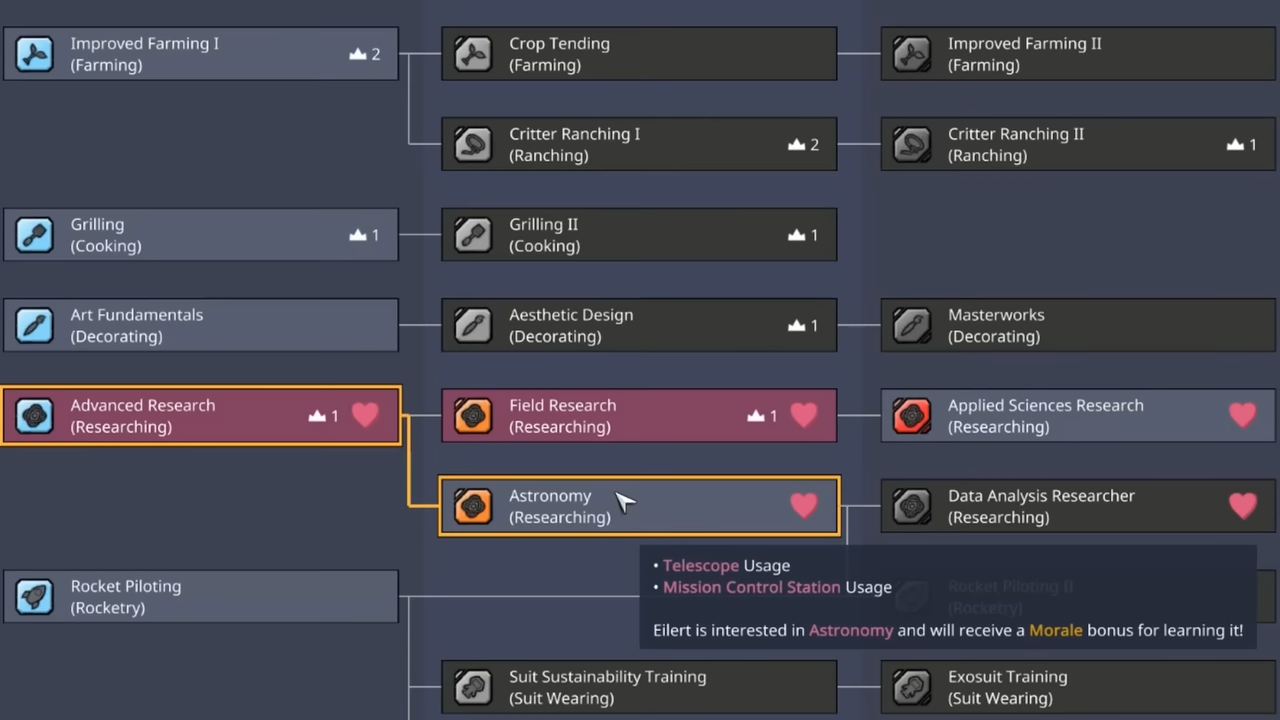 Improved Farming I
(Farming)
2
Crop Tending
(Farming)
Improved Farming II
(Farming)
Critter Ranching I
(Ranching)
2
Critter Ranching II
(Ranching)
1
Grilling
(Cooking)
1
Grilling II
(Cooking)
1
Art Fundamentals
(Decorating)
Aesthetic Design
(Decorating)
1
Masterworks
(Decorating)
Advanced Research
(Researching)
1
Field Research
(Researching)
1
Applied Sciences Research
(Researching)
Astronomy
(Researching)
Data Analysis Researcher
(Researching)
• Telescope Usage
• Mission Control Station Usage
Eilert is interested in Astronomy and will receive a Morale bonus for learning it!
Rocket Piloting
(Rocketry)
Rocket Piloting II
(Rocketry)
Suit Sustainability Training
(Suit Wearing)
Exosuit Training
(Suit Wearing)